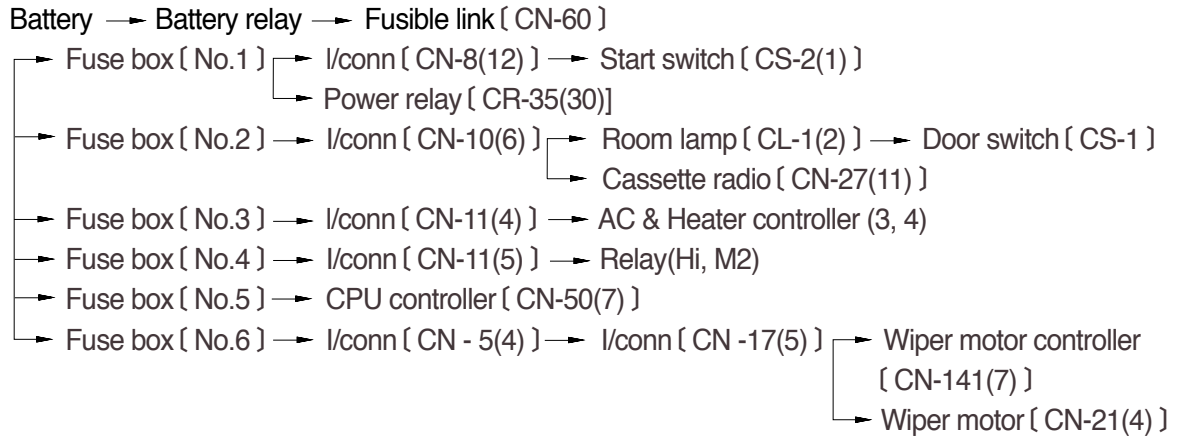 Battery → Battery relay → Fusible link [ CN-60 ]
Fuse box [ No.1 ] → I/conn [ CN-8(12) ] → Start switch [ CS-2(1) ]
→ Power relay [ CR-35(30)]
Fuse box [ No.2 ] → I/conn [ CN-10(6) ] → Room lamp [ CL-1(2) ] → Door switch [ CS-1 ]
→ Cassette radio [ CN-27(11) ]
Fuse box [ No.3 ] → I/conn [ CN-11(4) ] → AC & Heater controller (3, 4)
Fuse box [ No.4 ] → I/conn [ CN-11(5) ] → Relay(Hi, M2)
Fuse box [ No.5 ] → CPU controller [ CN-50(7) ]
Fuse box [ No.6 ] → I/conn [ CN - 5(4) ] → I/conn [ CN -17(5) ] → Wiper motor controller
[ CN-141(7) ]
→ Wiper motor [ CN-21(4) ]